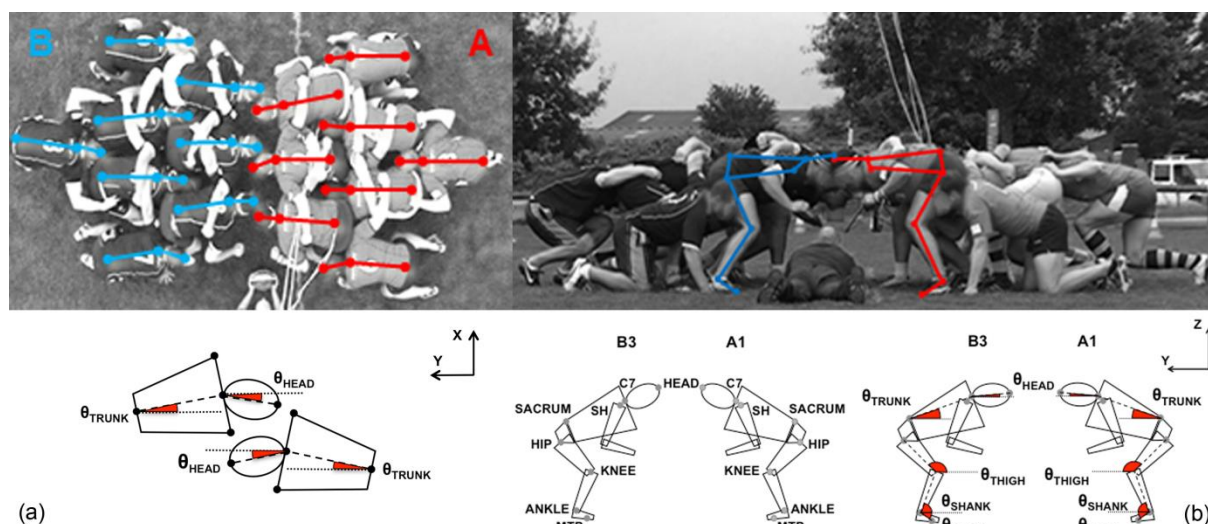 B
A
X
Y
θHEAD
θTRUNK
θHEAD
θTRUNK
(a)
B3 A1
C7 HEAD C7
SH SH
SACRUM SACRUM
HIP HIP
KNEE KNEE
ANKLE ANKLE
Z
Y
B3 A1
θHEAD θHEAD
θTRUNK θTRUNK
θTHIGH θTHIGH
θSHANK θSHANK
(b)